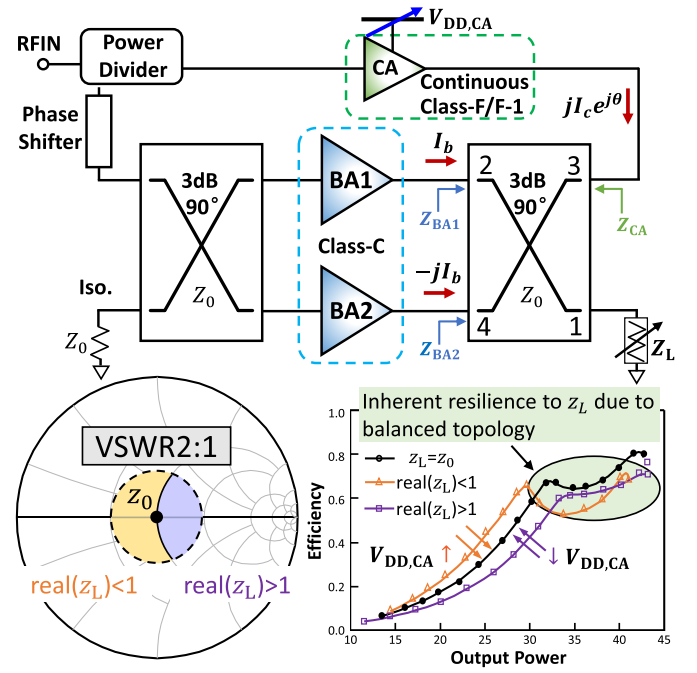 RFIN
Power
Divider
Phase
Shifter
CA
V_DD,CA
Continuous
Class-F/F-1
jI_c e^jθ
3dB
90°
Z_0
Iso.
Z_0
BA1
Class-C
BA2
I_b
-jI_b
Z_BA1
Z_BA2
2
3
3dB
90°
Z_0
4
1
Z_CA
Z_L
VSWR2:1
z_0
real(z_L)<1
real(z_L)>1
Inherent resilience to z_L due to
balanced topology
z_L=z_0
real(z_L)<1
real(z_L)>1
V_DD,CA ↑
↓ V_DD,CA
Efficiency
1.0
0.8
0.6
0.4
0.2
0
10
15
20
25
30
35
40
45
Output Power